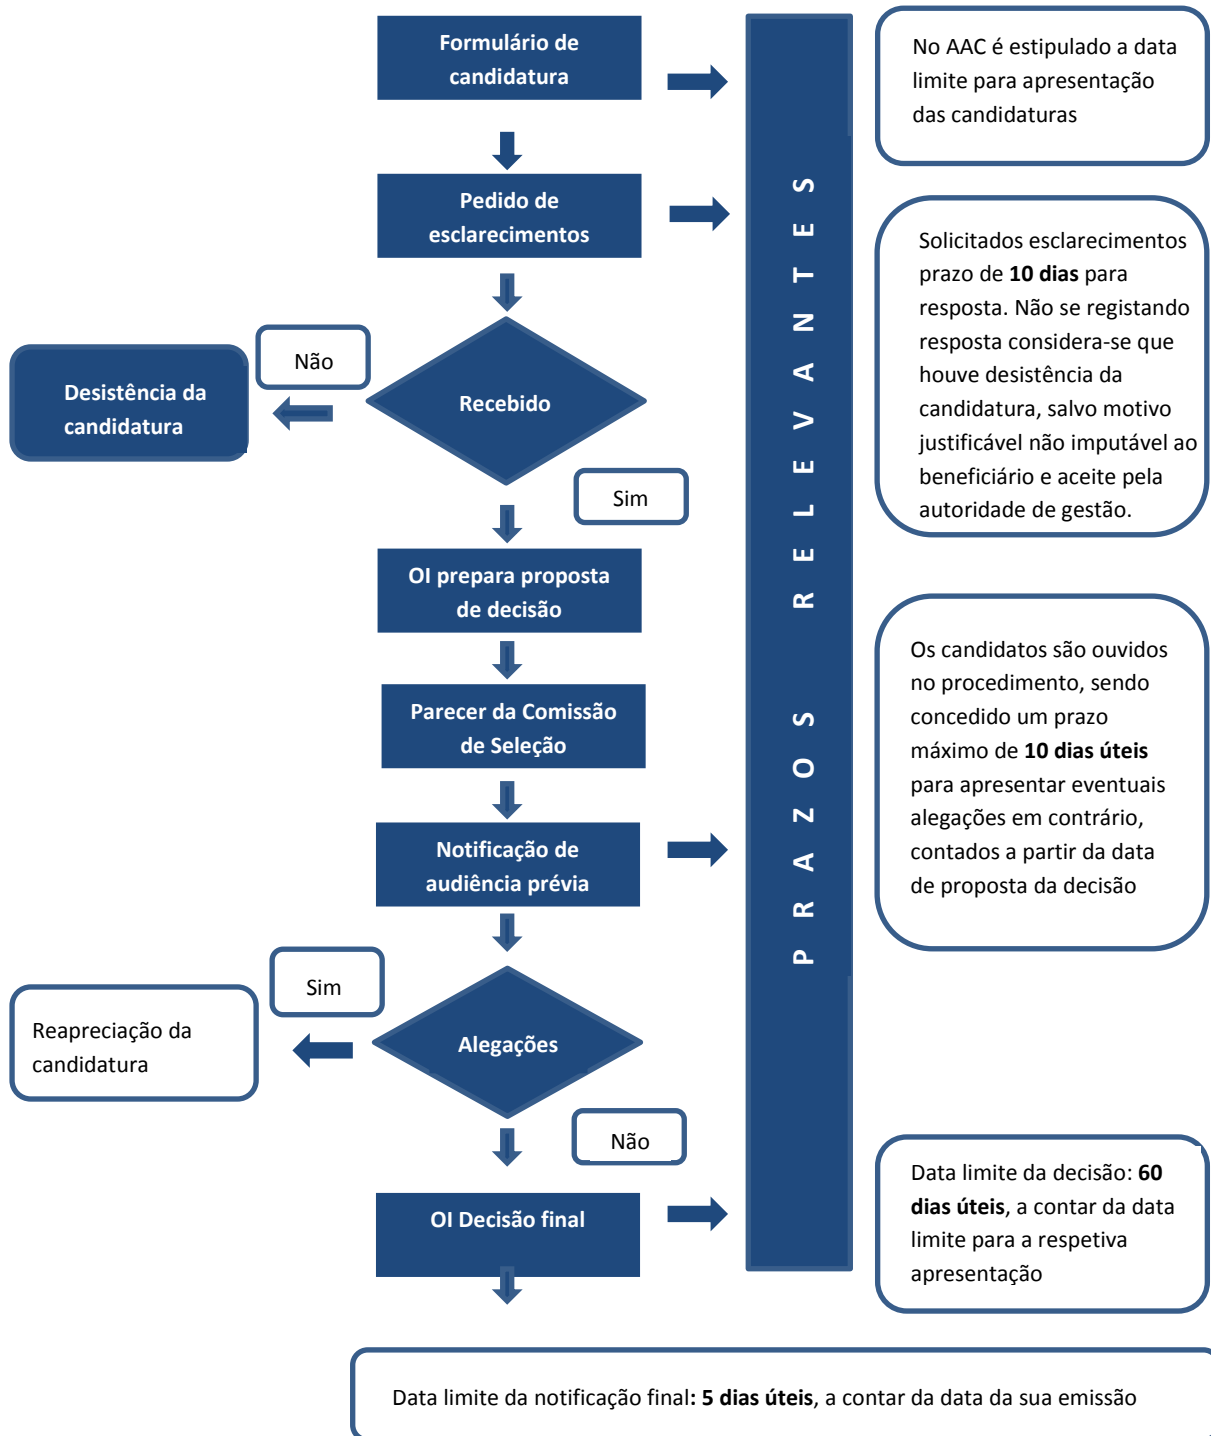 Formulário de
candidatura
No AAC é estipulado a data
limite para apresentação
das candidaturas
Pedido de
esclarecimentos
Solicitados esclarecimentos
prazo de 10 dias para
resposta. Não se registando
resposta considera-se que
houve desistência da
candidatura, salvo motivo
justificável não imputável ao
beneficiário e aceite pela
autoridade de gestão.
PRAZOS RELEVANTES
Não
Desistência da
candidatura
Recebido
Sim
OI prepara proposta
de decisão
Parecer da Comissão
de Seleção
Os candidatos são ouvidos
no procedimento, sendo
concedido um prazo
máximo de 10 dias úteis
para apresentar eventuais
alegações em contrário,
contados a partir da data
de proposta da decisão
Notificação de
audiência prévia
Sim
Reapreciação da
candidatura
Alegações
Não
OI Decisão final
Data limite da decisão: 60
dias úteis, a contar da data
limite para a respetiva
apresentação
Data limite da notificação final: 5 dias úteis, a contar da data da sua emissão